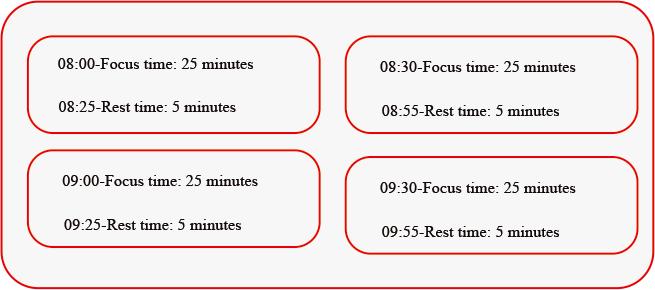 08:00-Focus time: 25 minutes
08:25-Rest time: 5 minutes
08:30-Focus time: 25 minutes
08:55-Rest time: 5 minutes
09:00-Focus time: 25 minutes
09:25-Rest time: 5 minutes
09:30-Focus time: 25 minutes
09:55-Rest time: 5 minutes